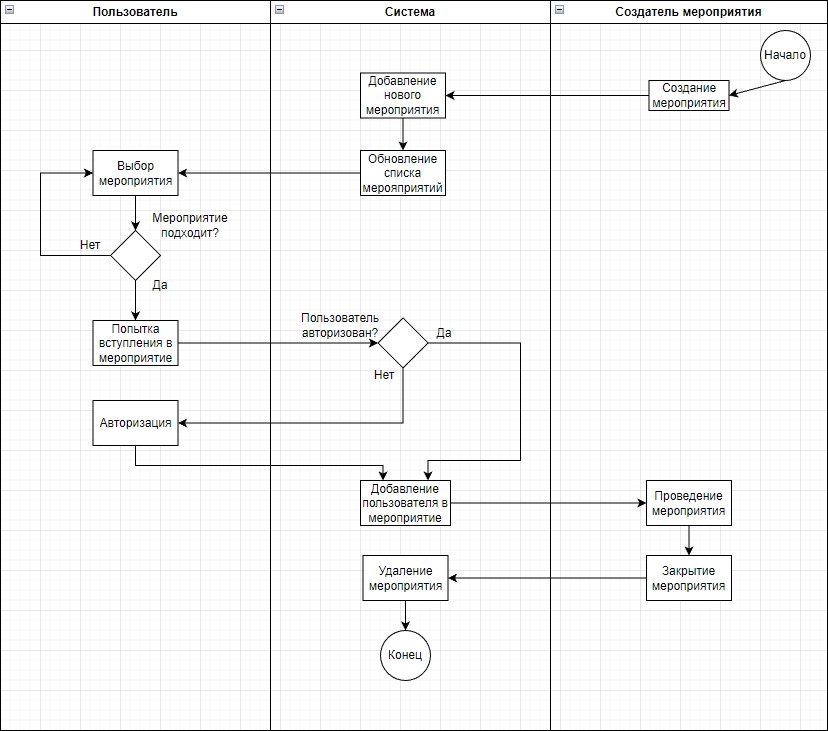 Пользователь
Система
Создатель мероприятия
Начало
Добавление
нового
мероприятия
Создание
мероприятия
Выбор
мероприятия
Обновление
списка
мерояприятий
Мероприятие
подходит?
Нет
Да
Попытка
вступления в
мероприятие
Пользователь
авторизован?
Да
Нет
Авторизация
Добавление
пользователя в
мероприятие
Проведение
мероприятия
Удаление
мероприятия
Закрытие
мероприятия
Конец